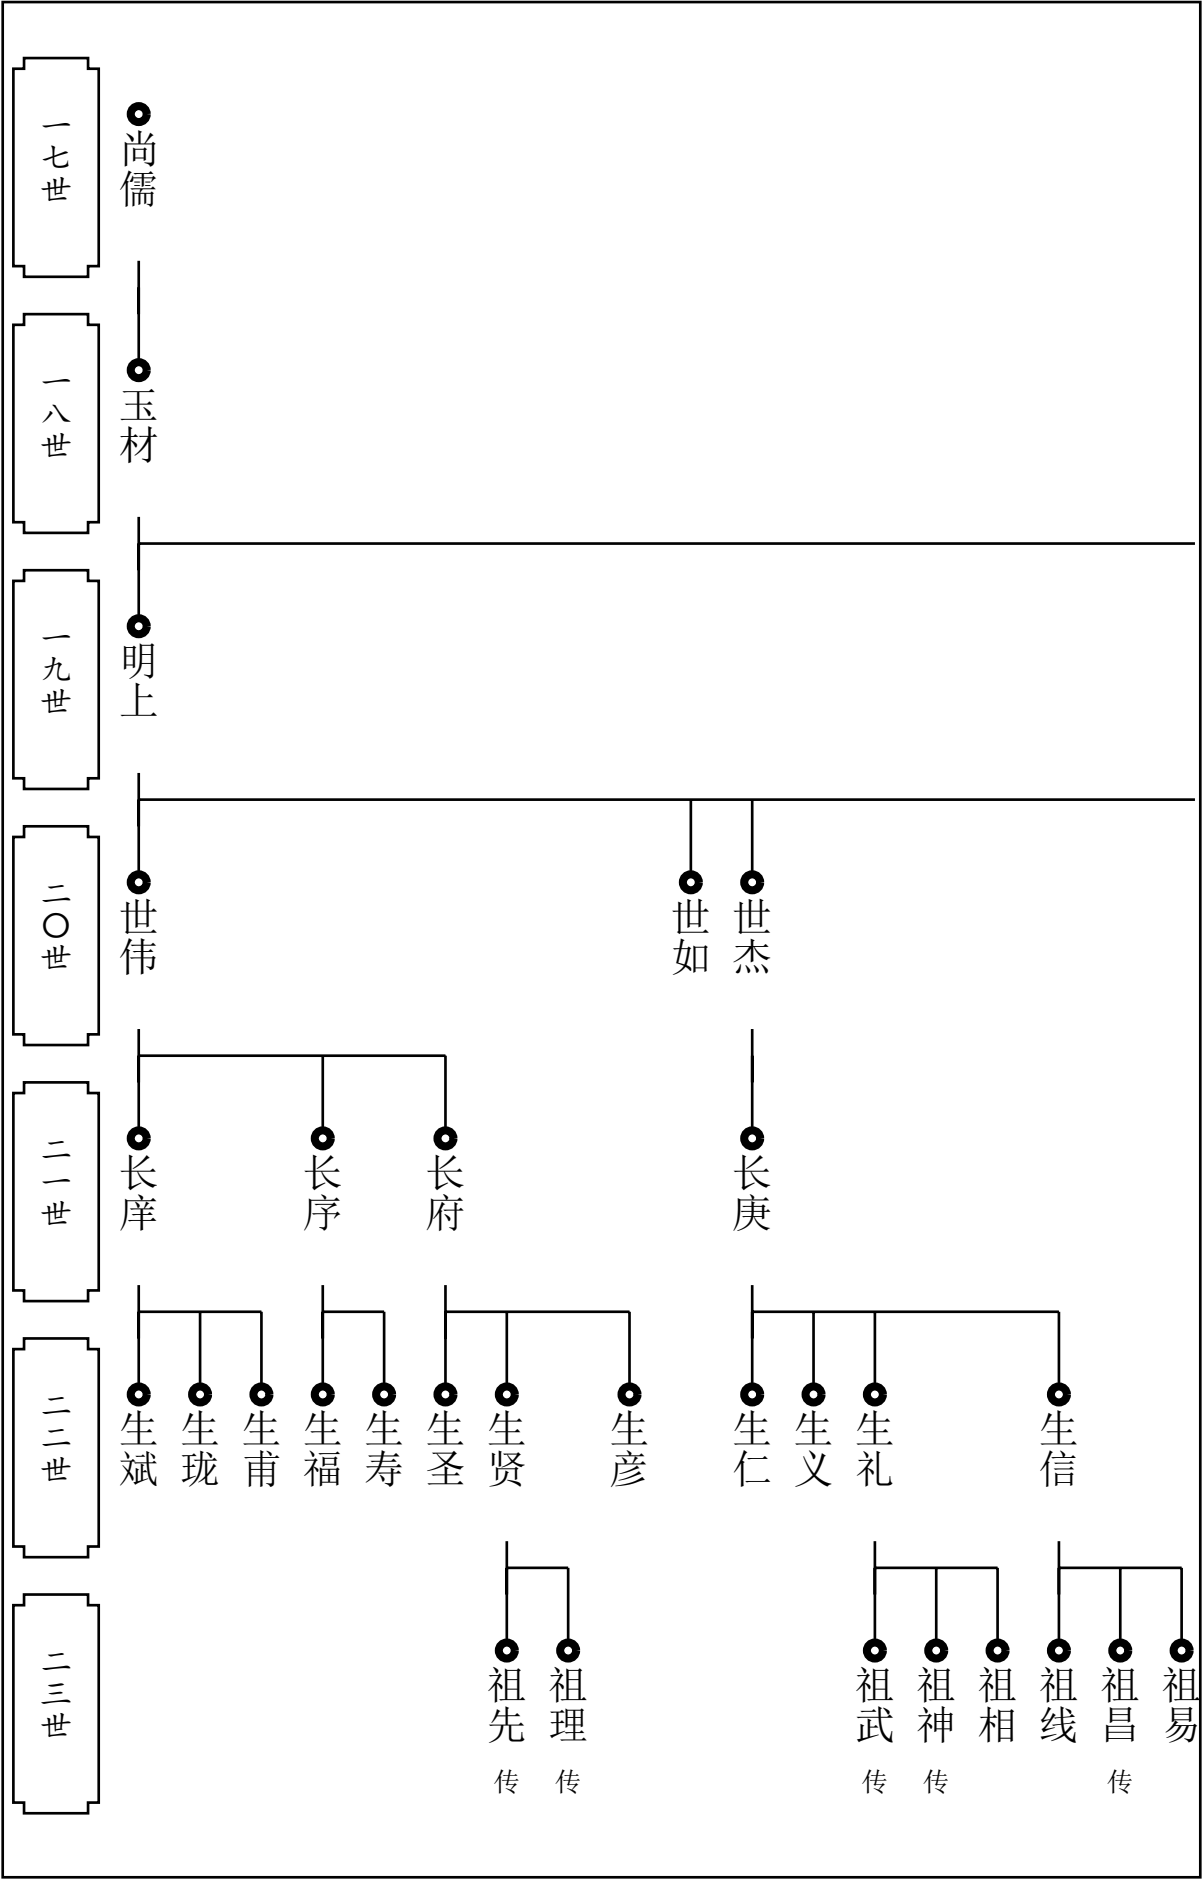 一七世
尚儒
一八世
玉材
一九世
明上
二〇世
世伟
世如
世杰
二一世
长庠
长序
长府
长庚
二二世
生斌
生珑
生甫
生福
生寿
生圣
生贤
生彦
生仁
生义
生礼
生信
二三世
祖先
传
祖理
传
祖武
传
祖神
传
祖相
祖线
祖昌
传
祖易